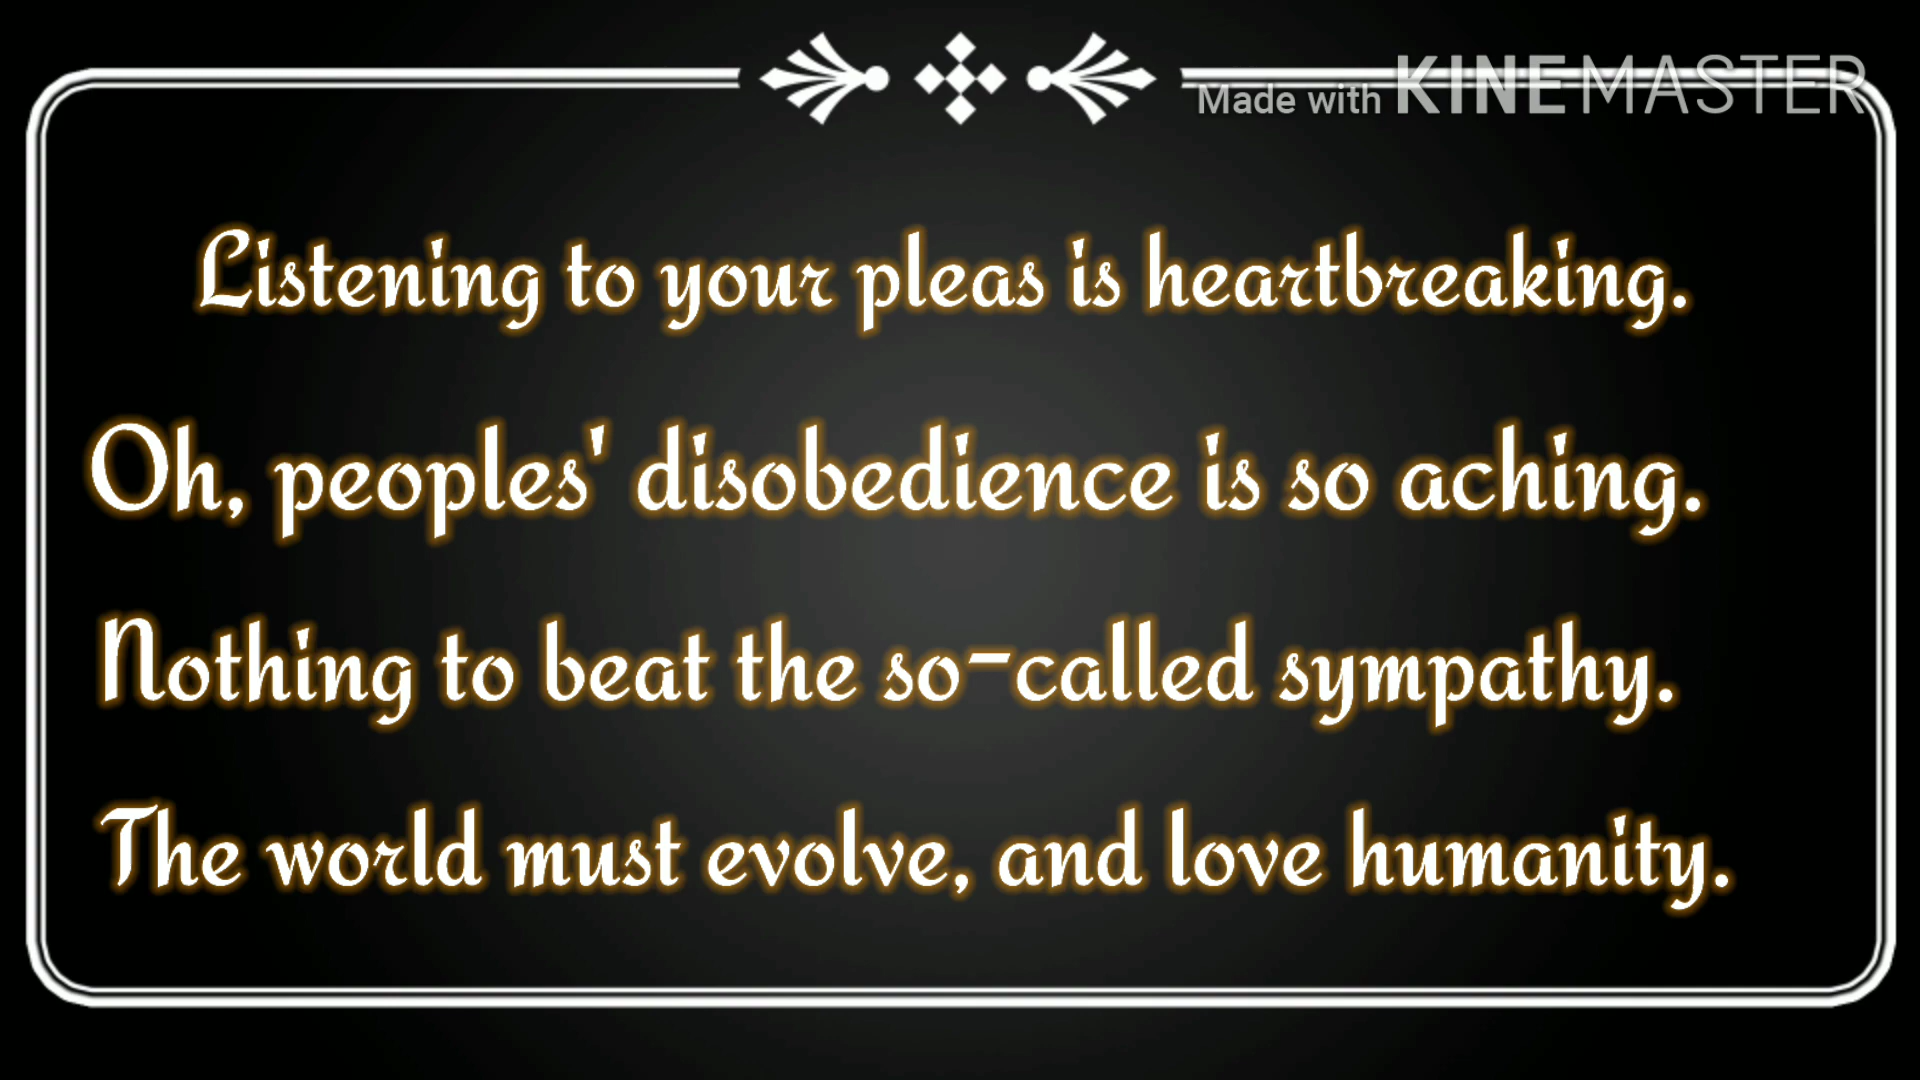 Made with KINEMASTER
Listening to your pleas is heartbreaking.
Oh, peoples' disobedience is so aching.
Nothing to beat the so-called sympathy.
The world must evolve, and love humanity.